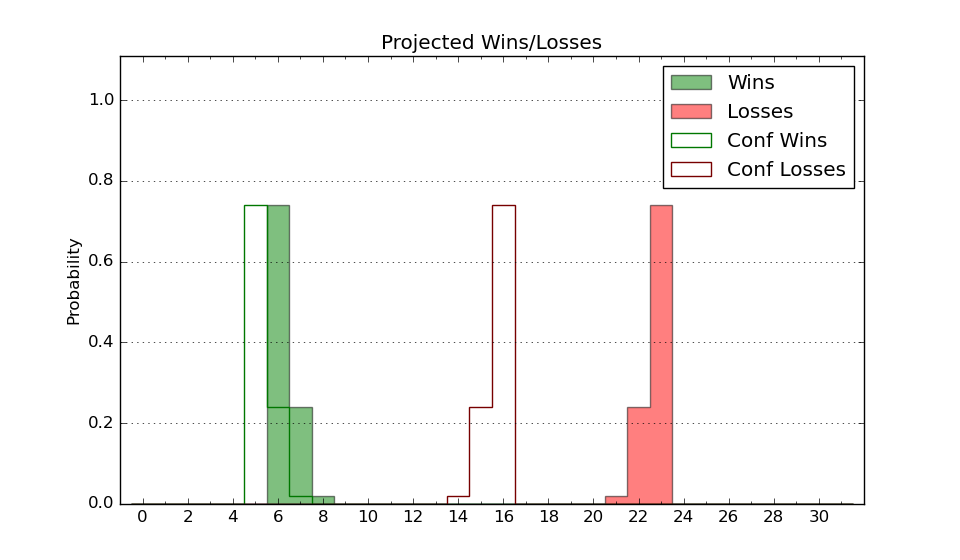 Projected Wins/Losses
Wins
Losses
Conf Wins
Conf Losses
Probability
1.0
0.8
0.6
0.4
0.2
0.0
0 2 4 6 8 10 12 14 16 18 20 22 24 26 28 30